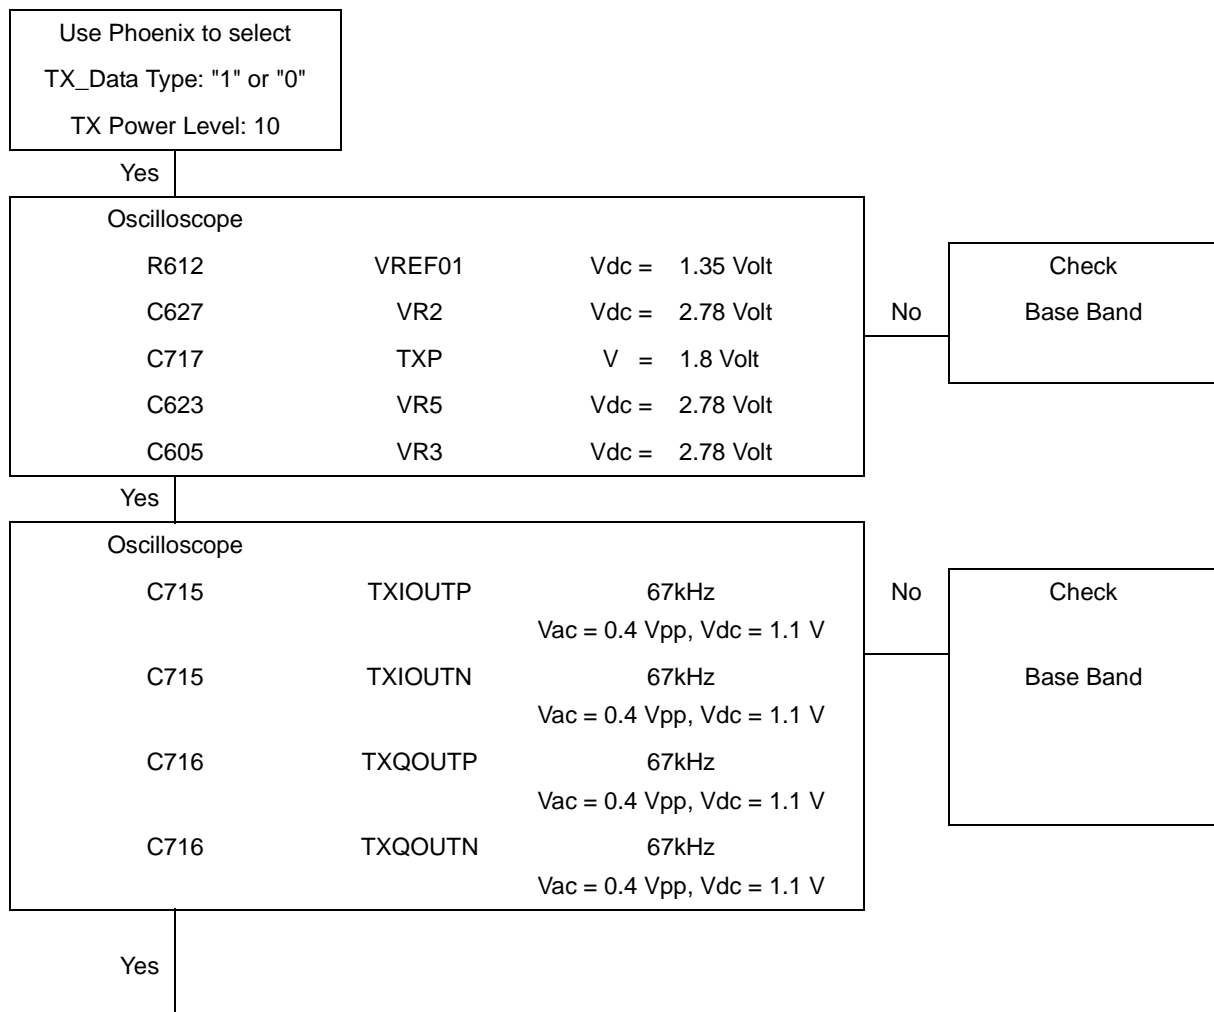 Use Phoenix to select
TX_Data Type: "1" or "0"
TX Power Level: 10
Yes
Oscilloscope
R612 VREF01 Vdc = 1.35 Volt
C627 VR2 Vdc = 2.78 Volt
C717 TXP V = 1.8 Volt
C623 VR5 Vdc = 2.78 Volt
C605 VR3 Vdc = 2.78 Volt
No
Check
Base Band
Yes
Oscilloscope
C715 TXIOUTP 67kHz
Vac = 0.4 Vpp, Vdc = 1.1 V
C715 TXIOUTN 67kHz
Vac = 0.4 Vpp, Vdc = 1.1 V
C716 TXQOUTP 67kHz
Vac = 0.4 Vpp, Vdc = 1.1 V
C716 TXQOUTN 67kHz
Vac = 0.4 Vpp, Vdc = 1.1 V
No
Check
Base Band
Yes